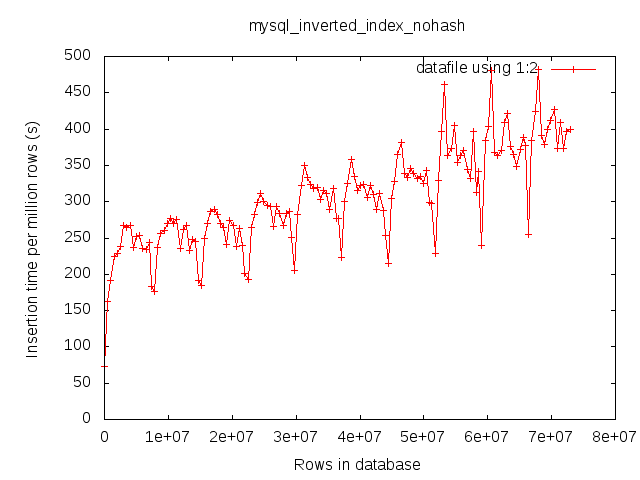 mysql_inverted_index_nohash
datafile using 1:2
500
450
400
350
300
250
200
150
100
50
0
Insertion time per million rows (s)
0 1e+07 2e+07 3e+07 4e+07 5e+07 6e+07 7e+07 8e+07
Rows in database